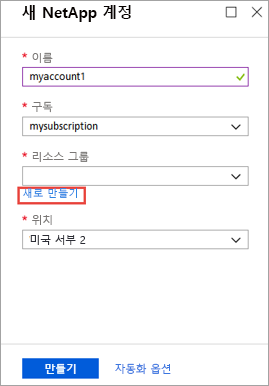 새 NetApp 계정
* 이름
myaccount1
* 구독
mysubscription
* 리소스 그룹
새로 만들기
* 위치
미국 서부 2
만들기 자동화 옵션